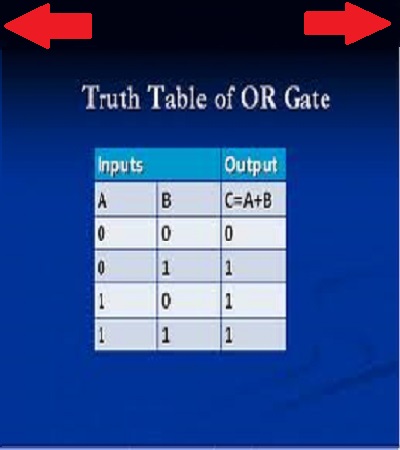 Truth Table of OR Gate
Inputs Output
A B C=A+B
0 0 0
0 1 1
1 0 1
1 1 1